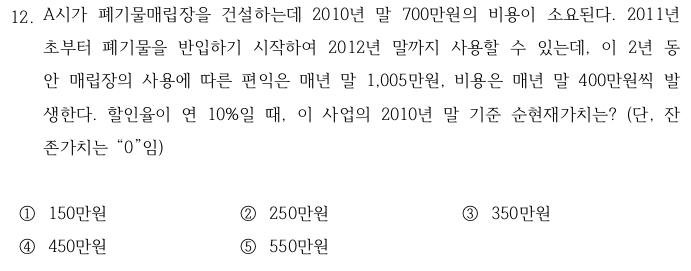 12. A시가 폐기물매립장을 건설하는데 2010년 말 700만원의 비용이 소요된다. 2011년
초부터 폐기물을 반입하기 시작하여 2012년 말까지 사용할 수 있는데, 이 2년 동
안 매립장의 사용에 따른 편익은 매년 말 1,005만원, 비용은 매년 말 400만원씩 발
생한다. 할인율이 연 10%일 때, 이 사업의 2010년 말 기준 순현재가치는? (단, 잔
존가치는 “0”임)
① 150만원 ② 250만원 ③ 350만원
④ 450만원 ⑤ 550만원